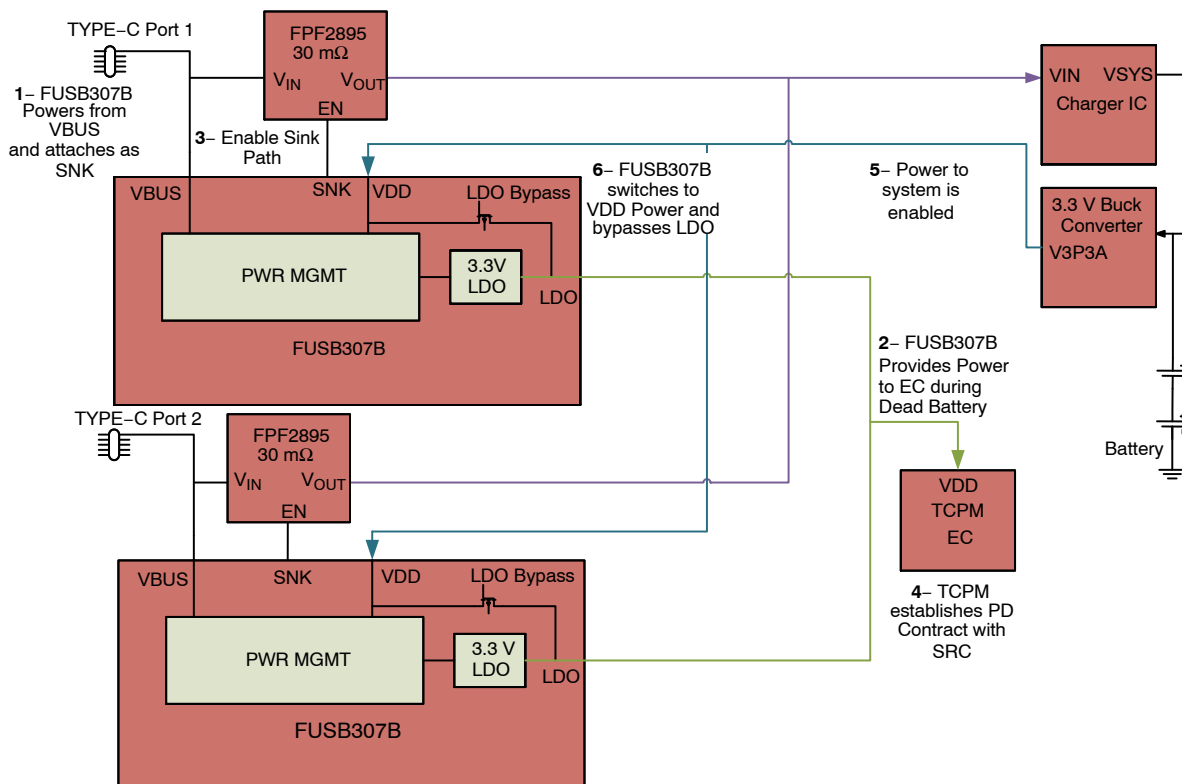 TYPE−C Port 1
1− FUSB307B
Powers from
VBUS
and attaches as
SNK
FPF2895
30 mΩ
VIN
VOUT
EN
3− Enable Sink
Path
VBUS
SNK
VDD
LDO Bypass
PWR MGMT
3.3V
LDO
LDO
FUSB307B
6− FUSB307B
switches to
VDD Power and
bypasses LDO
5− Power to
system is
enabled
VIN
VSYS
Charger IC
3.3 V Buck
Converter
V3P3A
2− FUSB307B
Provides Power
to EC during
Dead Battery
Battery
TYPE−C Port 2
FPF2895
30 mΩ
VIN
VOUT
EN
VDD
TCPM
EC
4− TCPM
establishes PD
Contract with
SRC
VBUS
SNK
VDD
LDO Bypass
PWR MGMT
3.3 V
LDO
LDO
FUSB307B